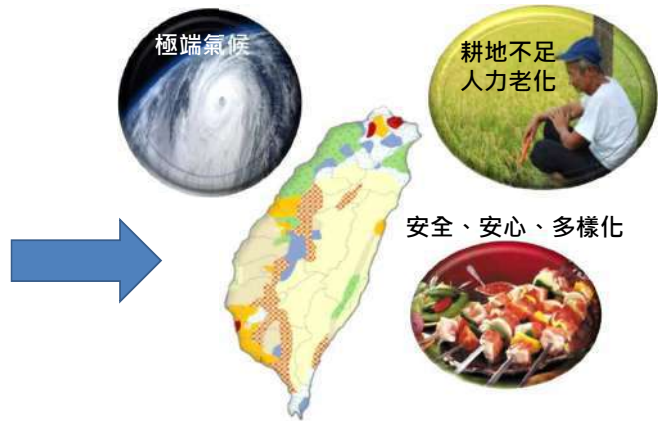 極端氣候
耕地不足
人力老化
安全、安心、多樣化